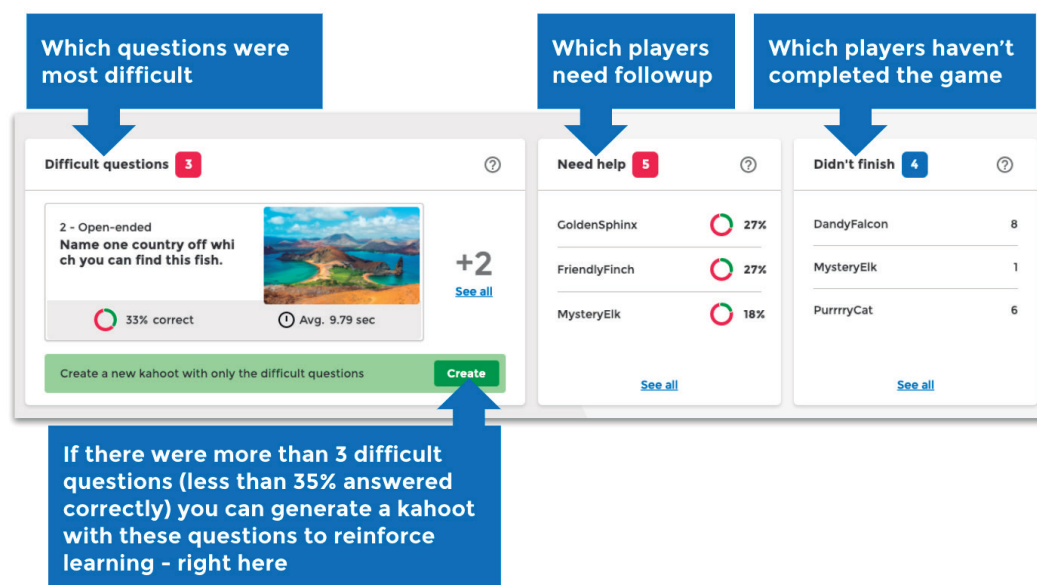 Which questions were
most difficult
Which players
need followup
Which players haven't
completed the game
Difficult questions 3
?
2 - Open-ended
Name one country off whi
ch you can find this fish.
33% correct
Avg. 9.79 sec
+2
See all
Create a new kahoot with only the difficult questions
Create
Need help 5
?
GoldenSphinx 27%
FriendlyFinch 27%
MysteryElk 18%
See all
Didn't finish 4
?
DandyFalcon 8
MysteryElk 1
PurrrryCat 6
See all
If there were more than 3 difficult
questions (less than 35% answered
correctly) you can generate a kahoot
with these questions to reinforce
learning - right here